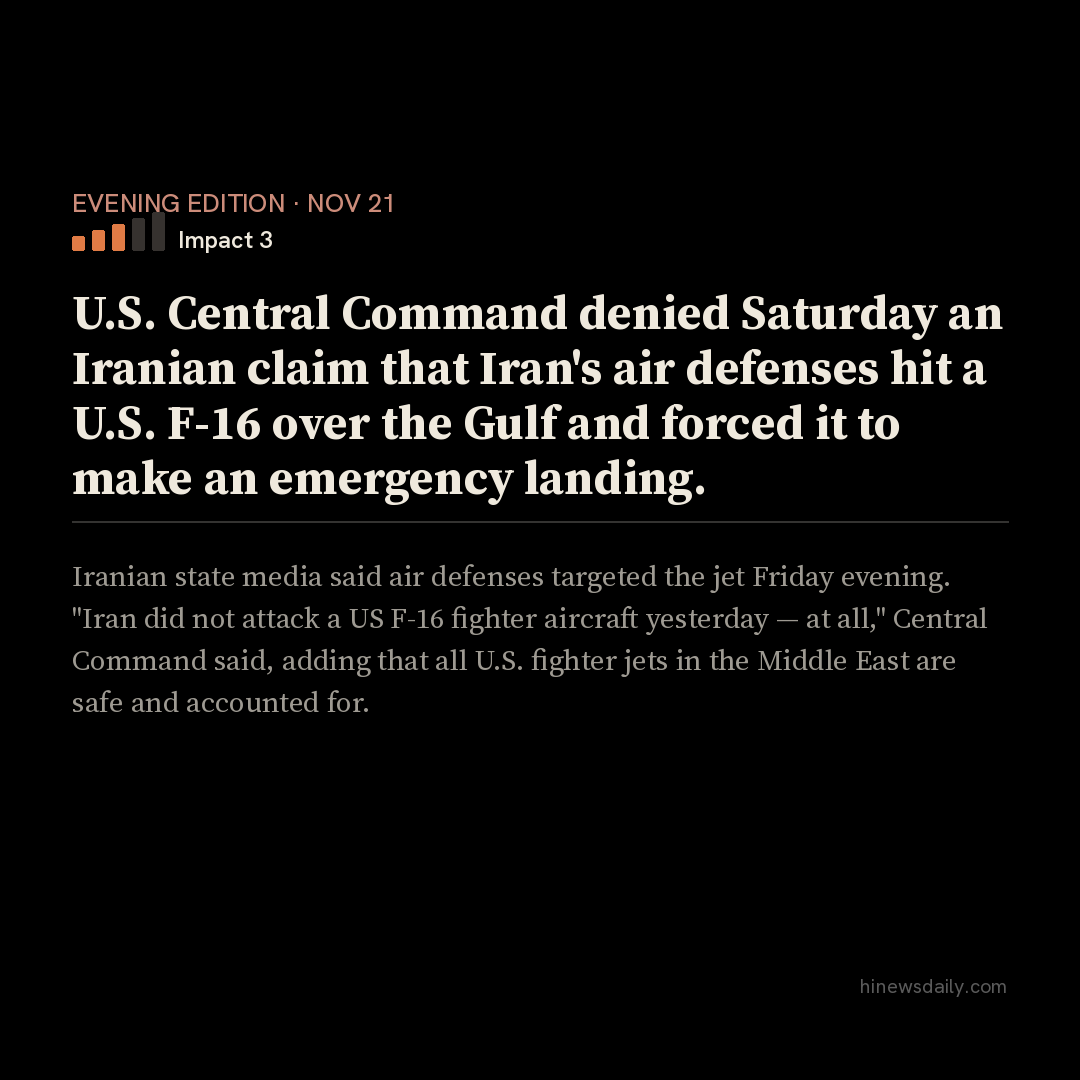 EVENING EDITION · NOV 21
Impact 3
U.S. Central Command denied Saturday an
Iranian claim that Iran's air defenses hit a
U.S. F-16 over the Gulf and forced it to
make an emergency landing.
Iranian state media said air defenses targeted the jet Friday evening.
"Iran did not attack a US F-16 fighter aircraft yesterday — at all," Central
Command said, adding that all U.S. fighter jets in the Middle East are
safe and accounted for.
hinewsdaily.com